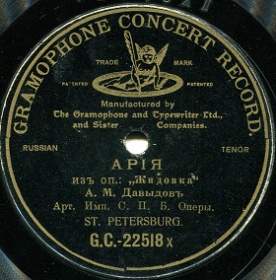 GRAMOPHONE CONCERT RECORD.
TRADE MARK
PATENTED PATENTED
Manufactured by
The Gramophone and Typewriter Ltd.,
and Sister Companies.
RUSSIAN TENOR
АРІЯ
изъ оп.: „Жидовка"
А. М. Давыдовъ
Арт. Имп. С. П. Б. Оперы.
ST. PETERSBURG.
G.C.-22518 x